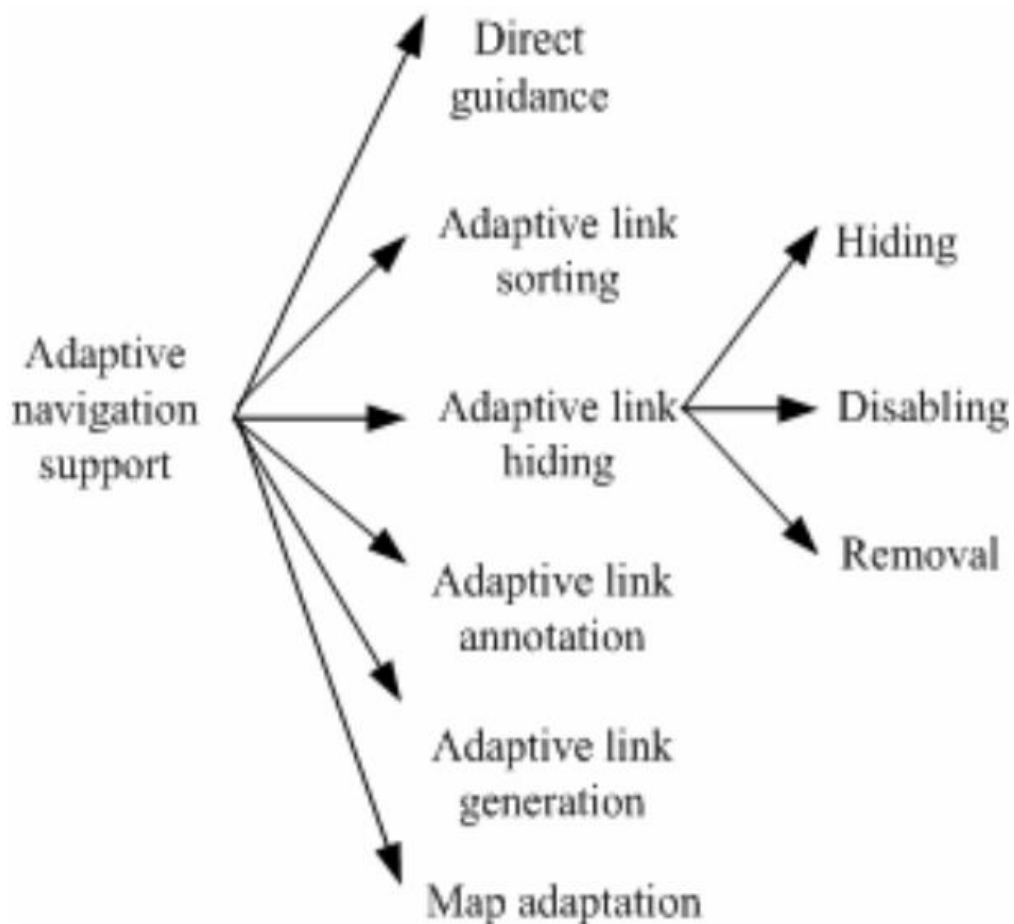 Direct
guidance
Adaptive link
sorting
Hiding
Adaptive
navigation
support
Adaptive link
hiding
Disabling
Removal
Adaptive link
annotation
Adaptive link
generation
Map adaptation